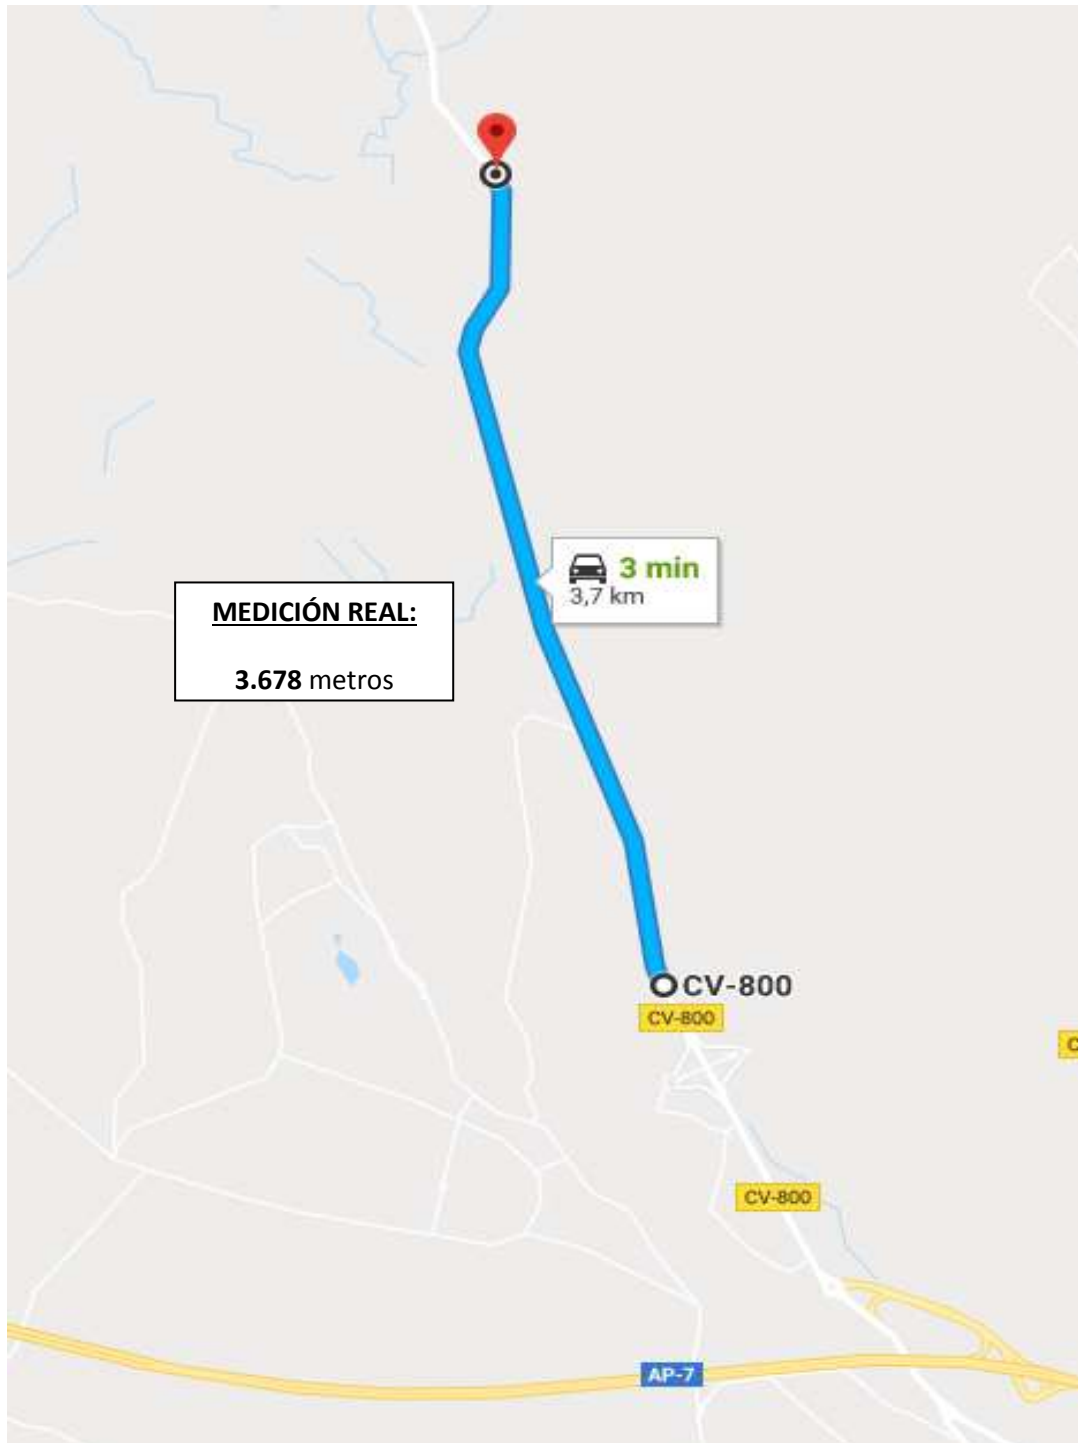 3 min
3,7 km
MEDICIÓN REAL:
3.678 metros
CV-800
CV-800
C
CV-800
AP-7